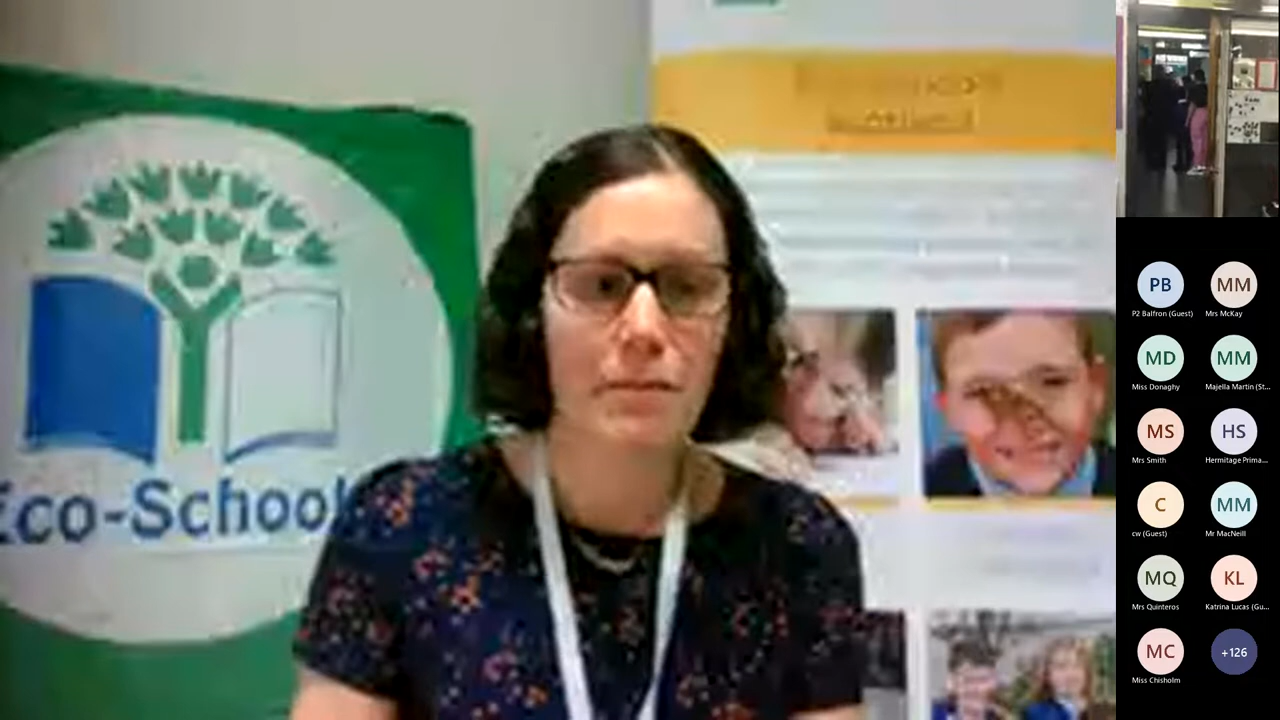 Eco-School
PB
MM
P2 Balfron (Guest)
Mrs McKay
MD
MM
Miss Donaghy
Majella Martin (St...
MS
HS
Mrs Smith
Hermitage Prima...
C
MM
cw (Guest)
Mr MacNeill
MQ
KL
Mrs Quinteros
Katrina Lucas (Gu...
MC
+126
Miss Chisholm